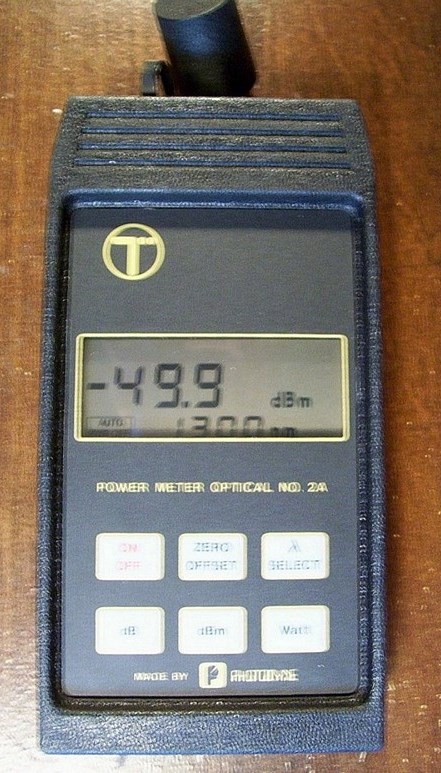 T
-49.9 dBm
AUTO 1300 nm
POWER METER OPTICAL NO. 2A
ON OFF
ZERO OFFSET
λ SELECT
dB
dBm
Watt
MADE BY P PHOTODYNE